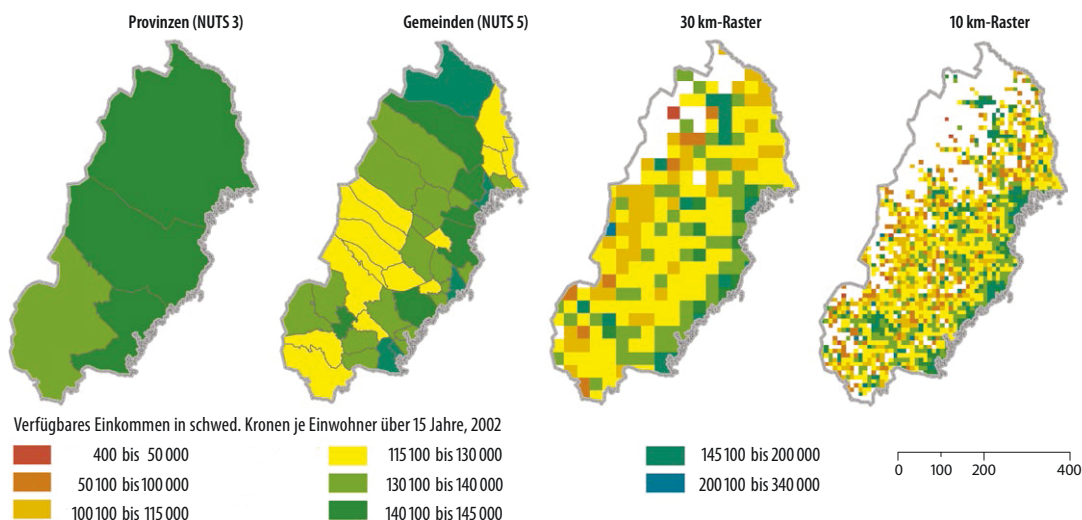 Provinzen (NUTS 3)
Gemeinden (NUTS 5)
30 km-Raster
10 km-Raster
Verfügbares Einkommen in schwed. Kronen je Einwohner über 15 Jahre, 2002
400 bis 50 000
50 100 bis 100 000
100 100 bis 115 000
115 100 bis 130 000
130 100 bis 140 000
140 100 bis 145 000
145 100 bis 200 000
200 100 bis 340 000
0 100 200 400